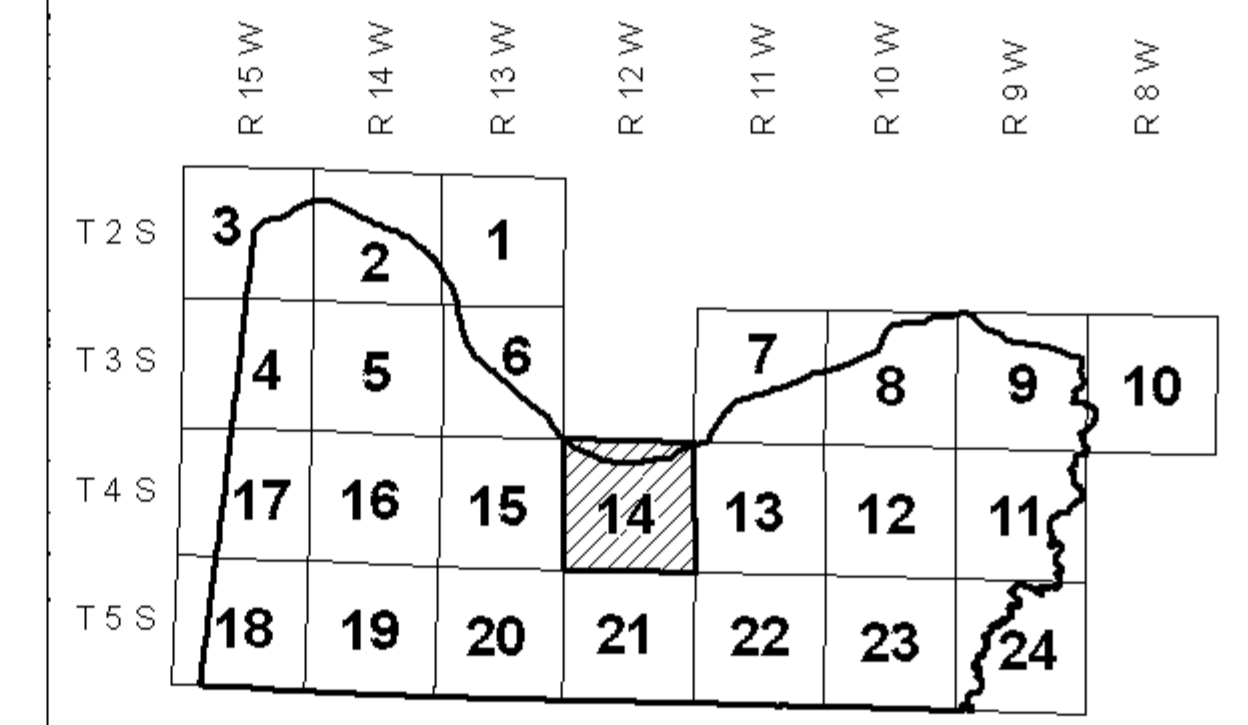 R 15 W R 14 W R 13 W R 12 W R 11 W R 10 W R 9 W R 8 W
T 2 S 3 2 1
T 3 S 4 5 6 7 8 9 10
T 4 S 17 16 15 14 13 12 11
T 5 S 18 19 20 21 22 23 24